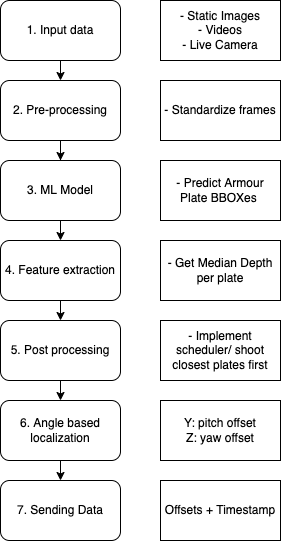 1. Input data
- Static Images
- Videos
- Live Camera
2. Pre-processing
- Standardize frames
3. ML Model
- Predict Armour
Plate BBOXes
4. Feature extraction
- Get Median Depth
per plate
5. Post processing
- Implement
scheduler/ shoot
closest plates first
6. Angle based
localization
Y: pitch offset
Z: yaw offset
7. Sending Data
Offsets + Timestamp